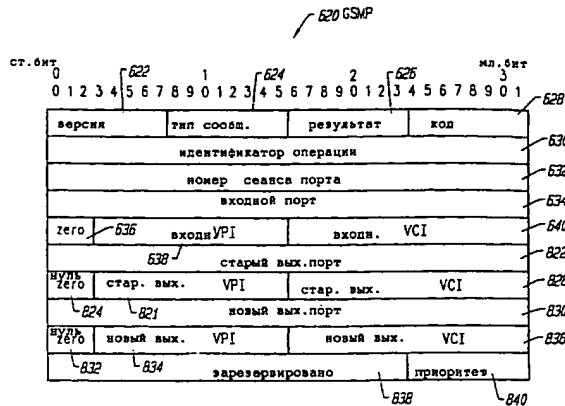 620 GSMP
ст.бит мл.бит
0 622 1 624 2 626 3 628
0 1 2 3 4 5 6 7 8 9 0 1 2 3 4 5 6 7 8 9 0 1 2 3 4 5 6 7 8 9 0 1
версия тип сообщ. результат код
идентификатор операции 630
номер сеанса порта 632
входной порт 634
zero 636 входн VPI входн. VCI 640
638
старый вых.порт 822
нуль
zero стар. вых. VPI стар. вых. VCI 828
824 821
новый вых.порт 830
нуль
zero новый вых. VPI новый вых. VCI 836
832 834
зарезервировано приоритет
838 840